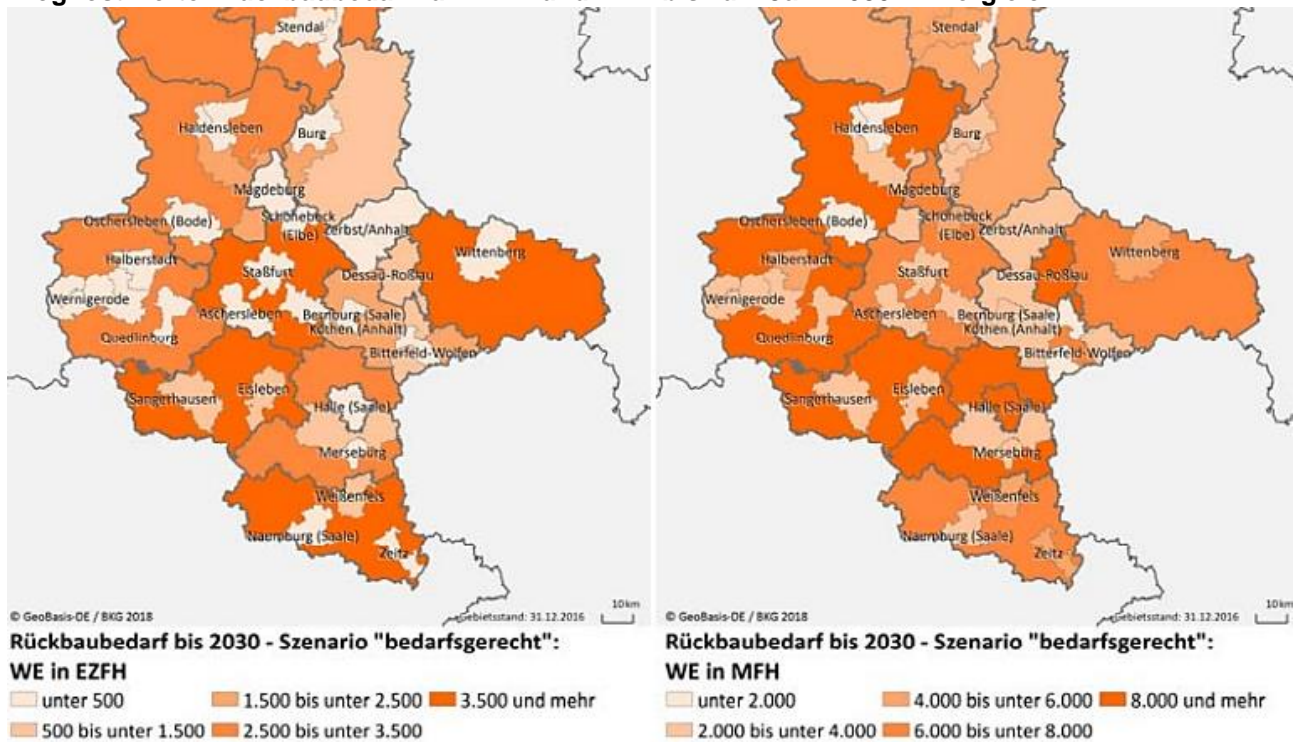 Stendal
Haldensleben
Burg
Magdeburg
Oschersleben (Bode)
Schönebeck
(Elbe)
Zerbst/Anhalt
Wittenberg
Halberstadt
Staßfurt
Dessau-Roßlau
Wernigerode
Aschersleben
Bernburg (Saale)
Köthen (Anhalt)
Quedlinburg
Bitterfeld-Wolfen
Sangerhausen
Eisleben
Halle (Saale)
Merseburg
Weißenfels
Naumburg (Saale)
Zeitz
© GeoBasis-DE / BKG 2018
Gebietsstand: 31.12.2016
10 km
Rückbaubedarf bis 2030 - Szenario "bedarfsgerecht":
WE in EZFH
unter 500
1.500 bis unter 2.500
3.500 und mehr
500 bis unter 1.500
2.500 bis unter 3.500
Stendal
Haldensleben
Burg
Magdeburg
Oschersleben (Bode)
Schönebeck
(Elbe)
Zerbst/Anhalt
Wittenberg
Halberstadt
Staßfurt
Dessau-Roßlau
Wernigerode
Aschersleben
Bernburg (Saale)
Köthen (Anhalt)
Quedlinburg
Bitterfeld-Wolfen
Sangerhausen
Eisleben
Halle (Saale)
Merseburg
Weißenfels
Naumburg (Saale)
Zeitz
© GeoBasis-DE / BKG 2018
Gebietsstand: 31.12.2016
10 km
Rückbaubedarf bis 2030 - Szenario "bedarfsgerecht":
WE in MFH
unter 2.000
4.000 bis unter 6.000
8.000 und mehr
2.000 bis unter 4.000
6.000 bis unter 8.000